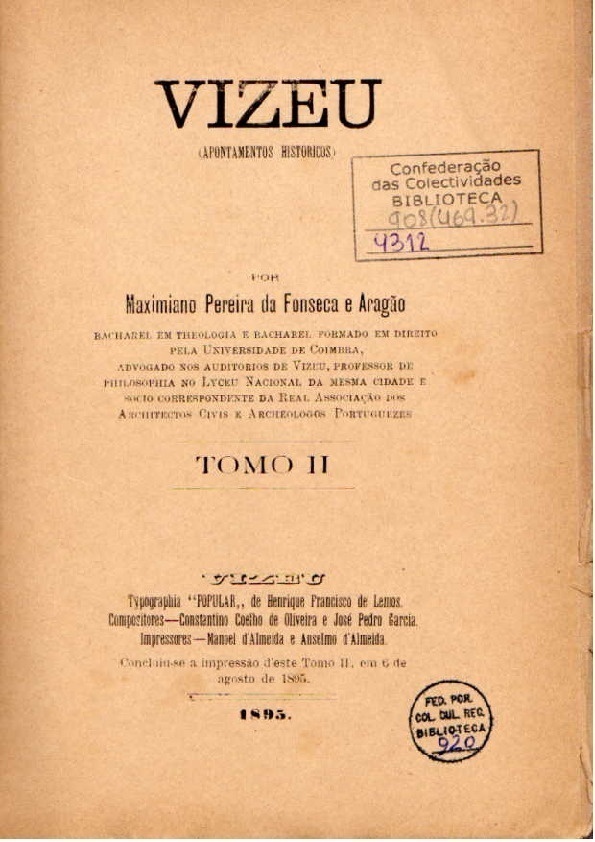 VIZEU
(APONTAMENTOS HISTORICOS)
Confederação
das Colectividades
BIBLIOTECA
908(469.32)
4312
POR
Maximiano Pereira da Fonseca e Aragão
BACHAREL EM THEOLOGIA E BACHAREL FORMADO EM DIREITO
PELA UNIVERSIDADE DE COIMBRA,
ADVOGADO NOS AUDITORIOS DE VIZEU, PROFESSOR DE
PHILOSOPHIA NO LYCEU NACIONAL DA MESMA CIDADE E
SOCIO CORRESPONDENTE DA REAL ASSOCIAÇÃO DOS
ARCHITECTOS CIVIS E ARCHEOLOGOS PORTUGUEZES
TOMO II
VIZEU
Typographia "POPULAR,, de Henrique Francisco de Lemos.
Compositores—Constantino Coelho de Oliveira e José Pedro Garcia.
Impressores—Manoel d'Almeida e Anselmo d'Almeida.
Concluiu-se a impressão d'este Tomo II, em 6 de
agosto de 1895.
1895.
FED. POR.
COL. CUL. REC.
BIBLIOTECA
920